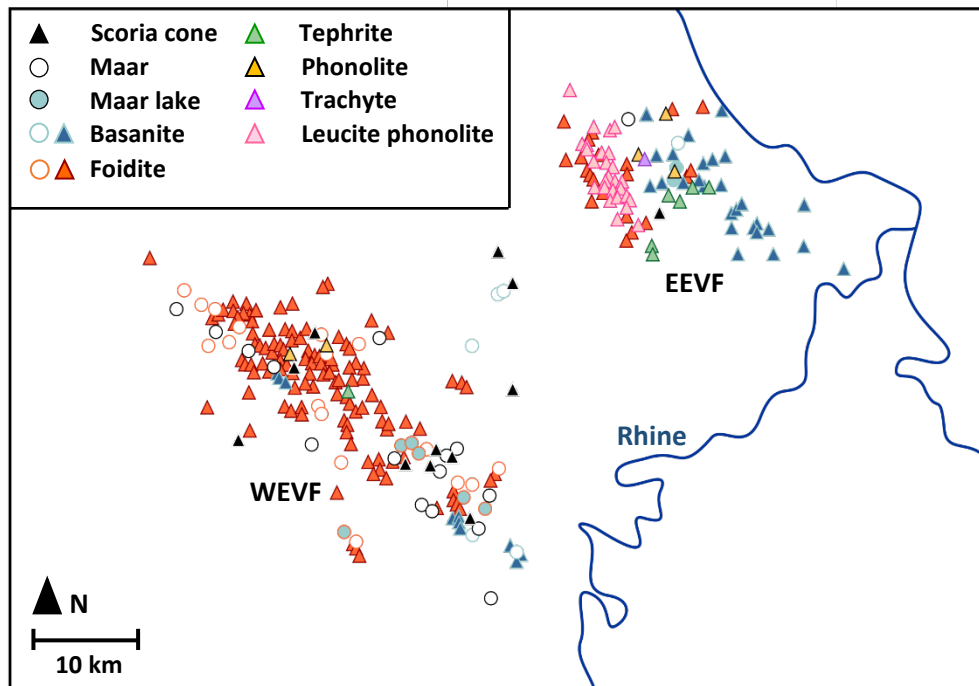 Scoria cone
Tephrite
Maar
Phonolite
Maar lake
Trachyte
Basanite
Leucite phonolite
Foidite
EEVF
Rhine
WEVF
N
10 km